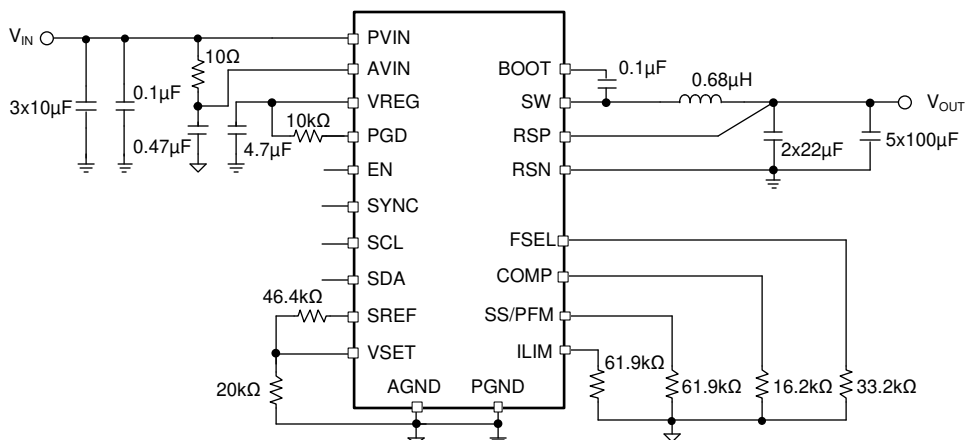 VIN
3x10µF
0.1µF
10Ω
0.47µF
4.7µF
10kΩ
46.4kΩ
20kΩ
PVIN
AVIN
VREG
PGD
EN
SYNC
SCL
SDA
SREF
VSET
AGND
PGND
BOOT
SW
RSP
RSN
FSEL
COMP
SS/PFM
ILIM
0.1µF
0.68µH
VOUT
2x22µF
5x100µF
61.9kΩ
61.9kΩ
16.2kΩ
33.2kΩ